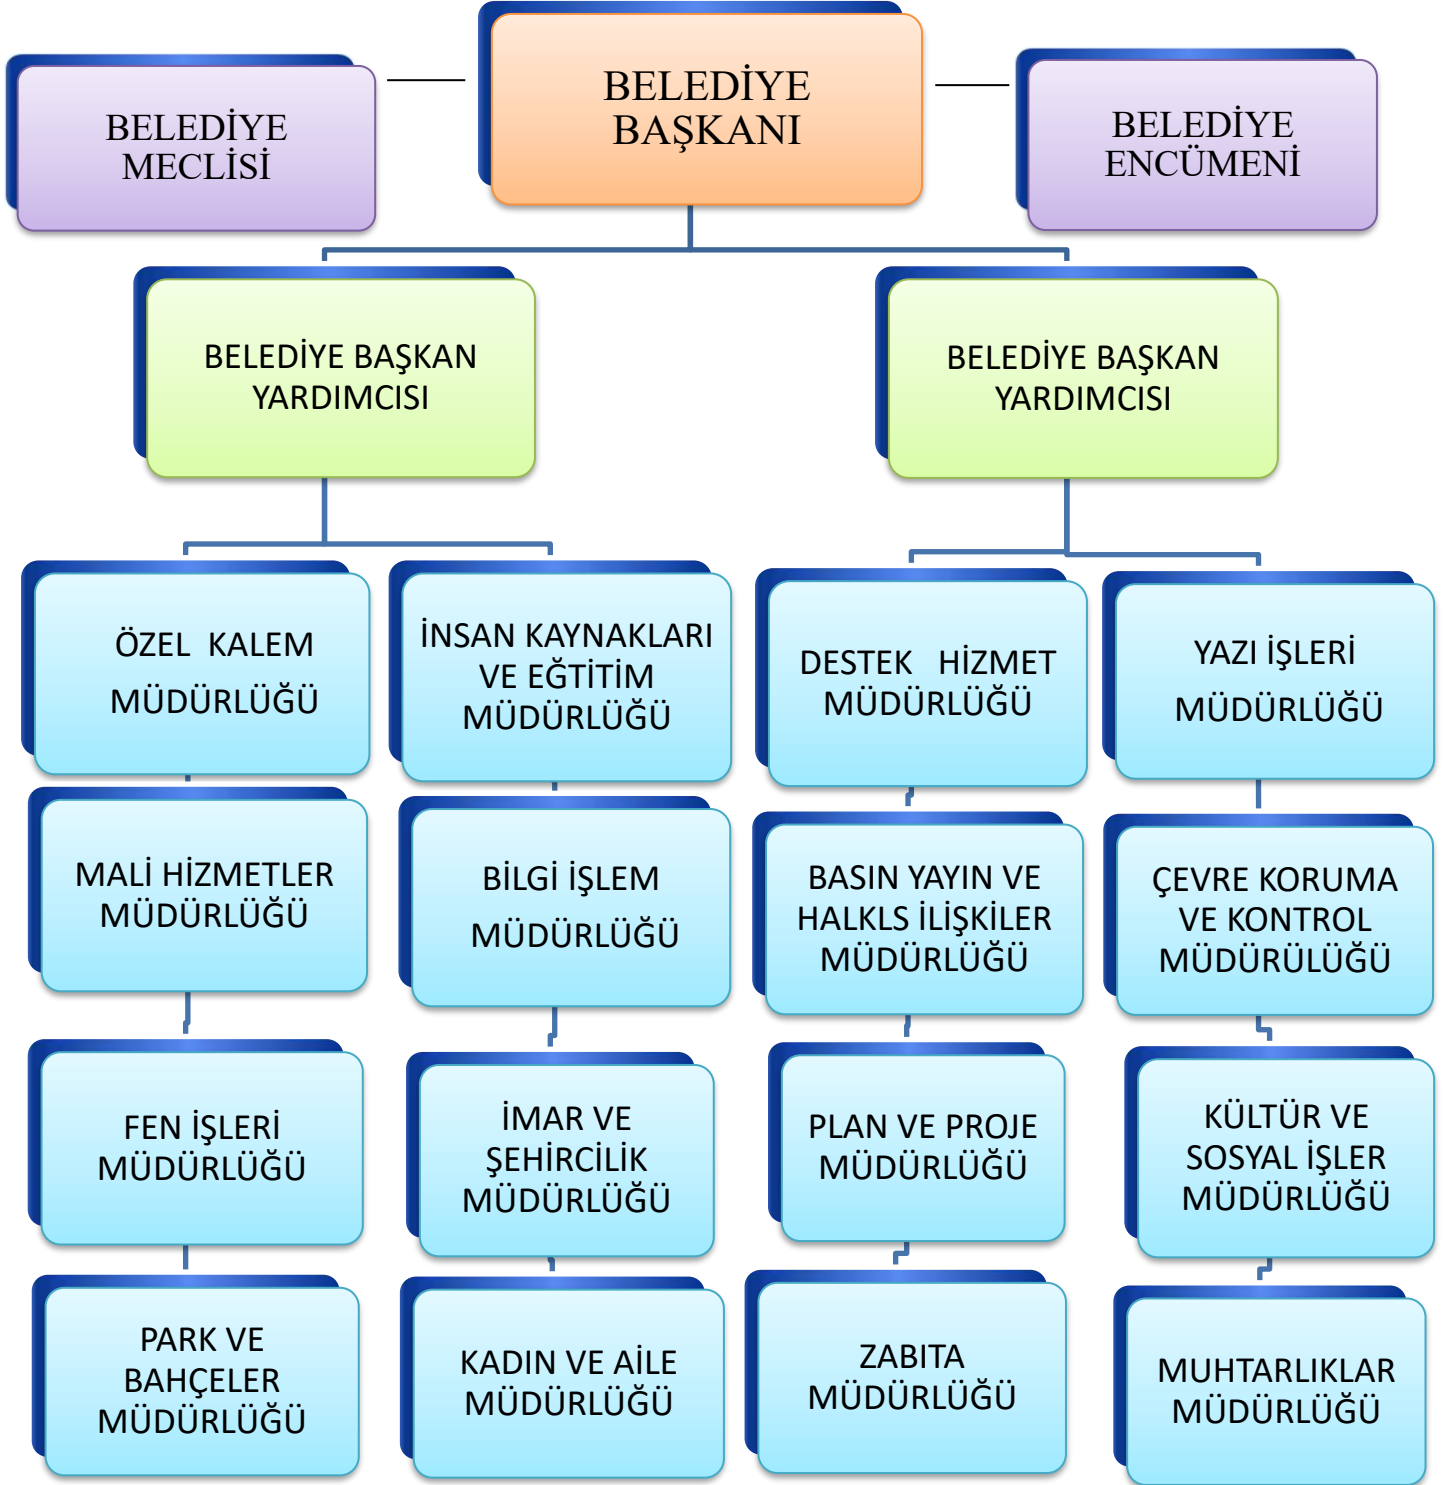 BELEDİYE
BAŞKANI
BELEDİYE
MECLİSİ
BELEDİYE
ENCÜMENİ
BELEDİYE BAŞKAN
YARDIMCISI
BELEDİYE BAŞKAN
YARDIMCISI
ÖZEL KALEM
MÜDÜRLÜĞÜ
İNSAN KAYNAKLARI
VE EĞTİTİM
MÜDÜRLÜĞÜ
DESTEK HİZMET
MÜDÜRLÜĞÜ
YAZI İŞLERİ
MÜDÜRLÜĞÜ
MALİ HİZMETLER
MÜDÜRLÜĞÜ
BİLGİ İŞLEM
MÜDÜRLÜĞÜ
BASIN YAYIN VE
HALKLS İLİŞKİLER
MÜDÜRLÜĞÜ
ÇEVRE KORUMA
VE KONTROL
MÜDÜRÜLÜĞÜ
FEN İŞLERİ
MÜDÜRLÜĞÜ
İMAR VE
ŞEHİRCİLİK
MÜDÜRLÜĞÜ
PLAN VE PROJE
MÜDÜRLÜĞÜ
KÜLTÜR VE
SOSYAL İŞLER
MÜDÜRLÜĞÜ
PARK VE
BAHÇELER
MÜDÜRLÜĞÜ
KADIN VE AİLE
MÜDÜRLÜĞÜ
ZABITA
MÜDÜRLÜĞÜ
MUHTARLIKLAR
MÜDÜRLÜĞÜ